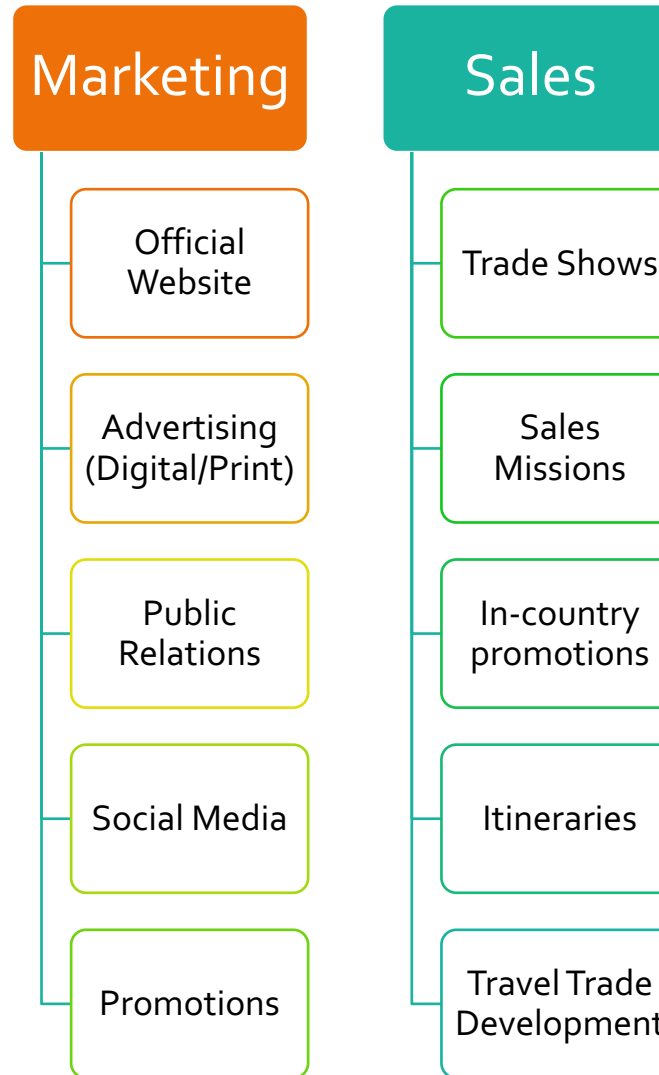 Marketing
Official
Website
Advertising
(Digital/Print)
Public
Relations
Social Media
Promotions
Sales
Trade Shows
Sales
Missions
In-country
promotions
Itineraries
Travel Trade
Development